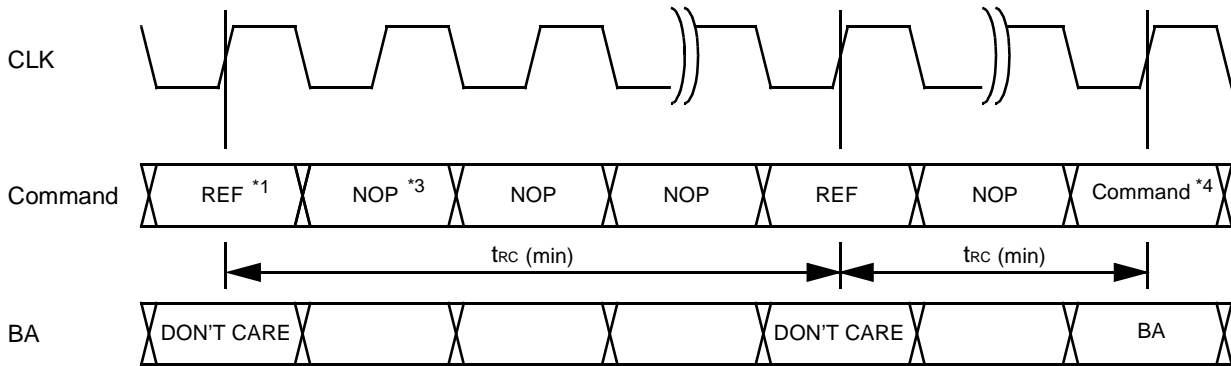 CLK
Command REF *1 NOP *3 NOP NOP REF NOP Command *4
tRC (min) tRC (min)
BA DON'T CARE DON'T CARE BA